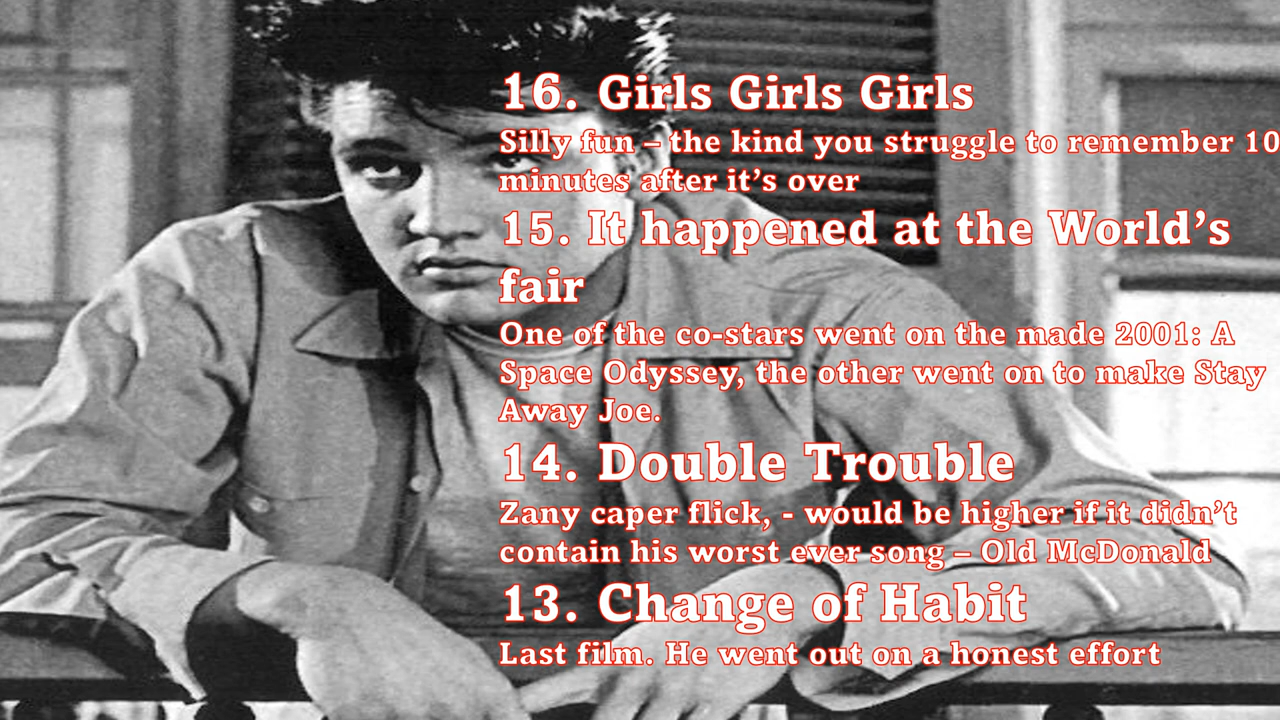 16. Girls Girls Girls
Silly fun – the kind you struggle to remember 10
minutes after it’s over
15. It happened at the World’s
fair
One of the co-stars went on the made 2001: A
Space Odyssey, the other went on to make Stay
Away Joe.
14. Double Trouble
Zany caper flick, - would be higher if it didn’t
contain his worst ever song – Old McDonald
13. Change of Habit
Last film. He went out on a honest effort